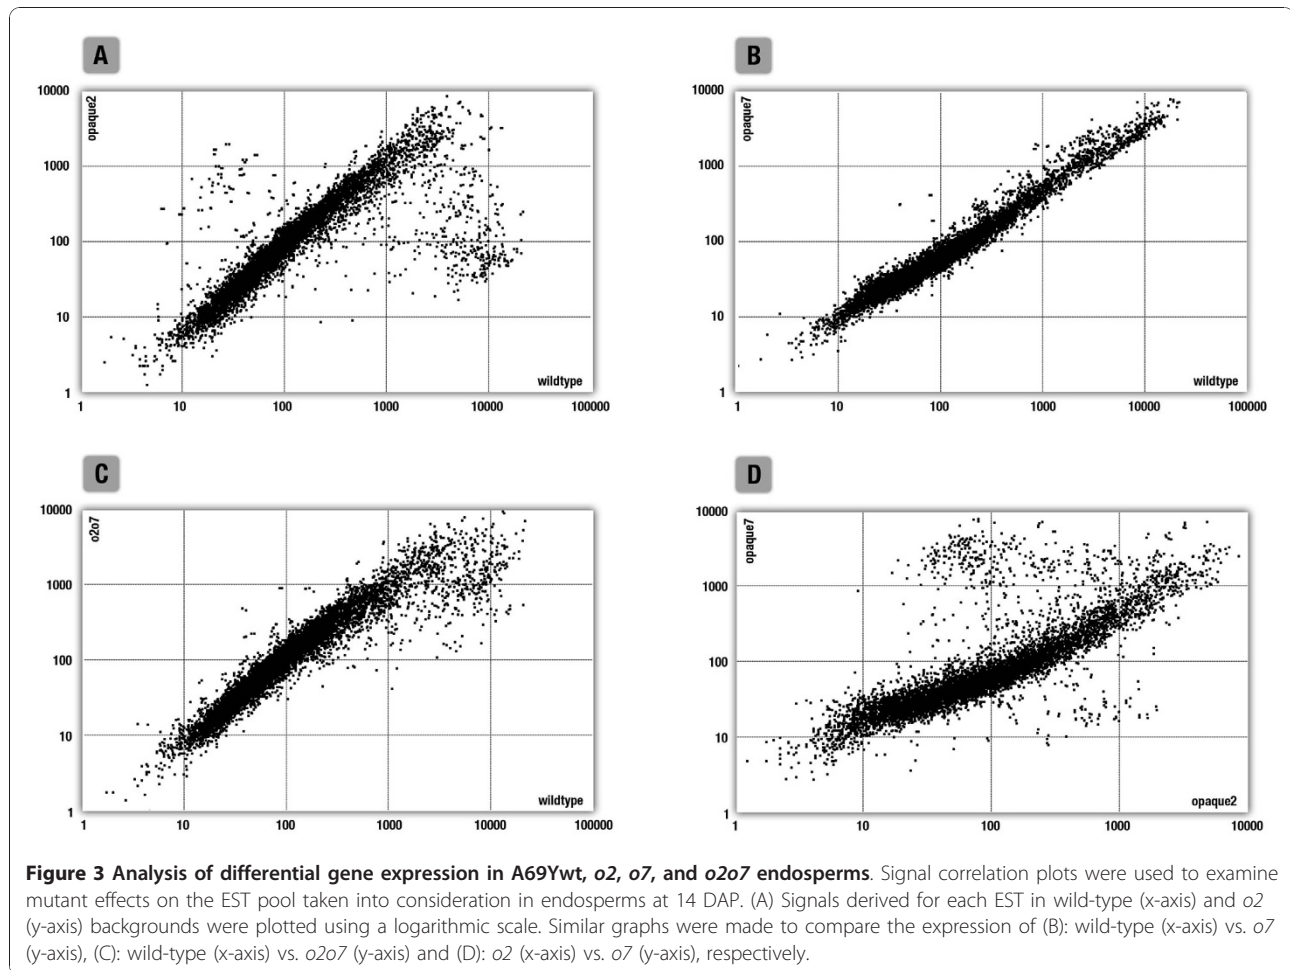 A
B
10000
opaque2
1000
100
10
1
wildtype
1
10
100
1000
10000
100000
10000
opaque7
1000
100
10
1
wildtype
1
10
100
1000
10000
100000
C
D
10000
o2o7
1000
100
10
1
wildtype
1
10
100
1000
10000
100000
10000
opaque7
1000
100
10
1
opaque2
1
10
100
1000
10000
Figure 3 Analysis of differential gene expression in A69Ywt, o2, o7, and o2o7 endosperms. Signal correlation plots were used to examine
mutant effects on the EST pool taken into consideration in endosperms at 14 DAP. (A) Signals derived for each EST in wild-type (x-axis) and o2
(y-axis) backgrounds were plotted using a logarithmic scale. Similar graphs were made to compare the expression of (B): wild-type (x-axis) vs. o7
(y-axis), (C): wild-type (x-axis) vs. o2o7 (y-axis) and (D): o2 (x-axis) vs. o7 (y-axis), respectively.